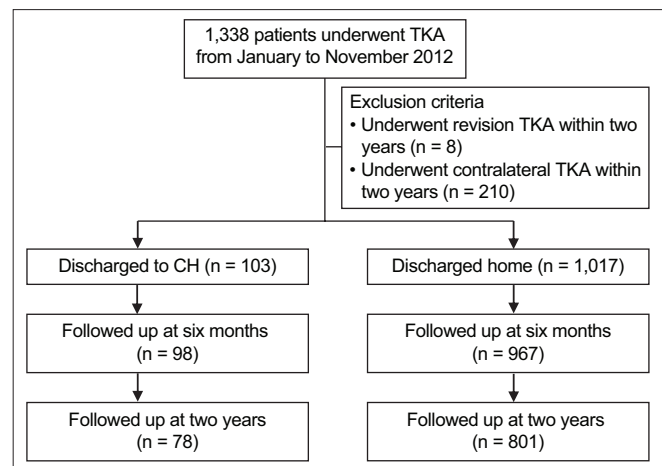 1,338 patients underwent TKA
from January to November 2012
Exclusion criteria
• Underwent revision TKA within two
years (n = 8)
• Underwent contralateral TKA within
two years (n = 210)
Discharged to CH (n = 103)
Discharged home (n = 1,017)
Followed up at six months
(n = 98)
Followed up at six months
(n = 967)
Followed up at two years
(n = 78)
Followed up at two years
(n = 801)